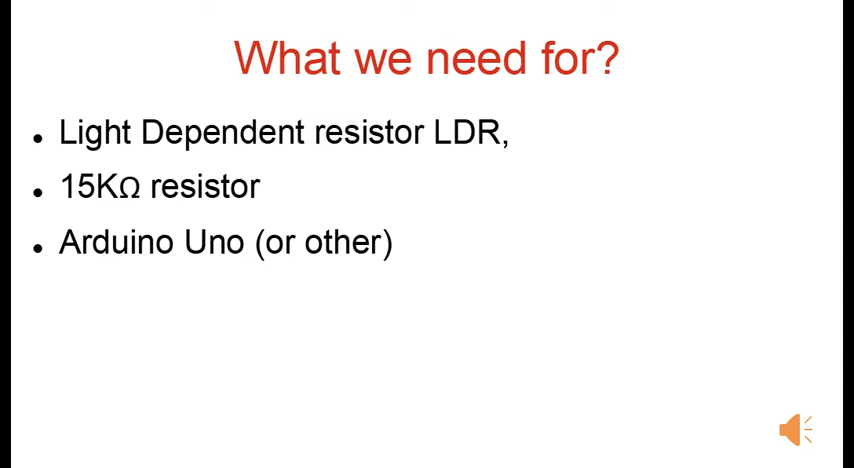 What we need for?
Light Dependent resistor LDR,
15KΩ resistor
Arduino Uno (or other)